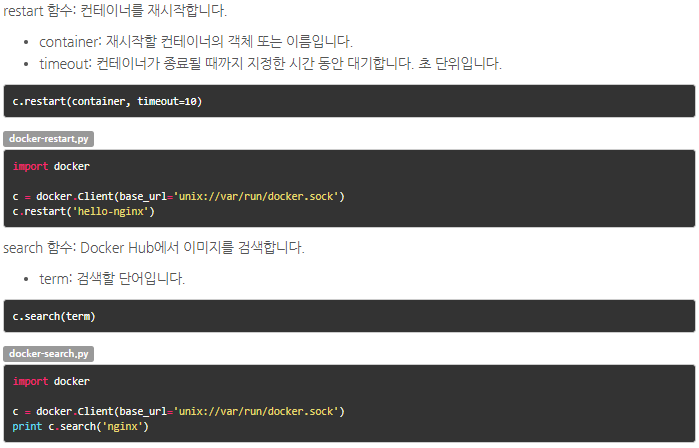 restart 함수: 컨테이너를 재시작합니다.
• container: 재시작할 컨테이너의 객체 또는 이름입니다.
• timeout: 컨테이너가 종료될 때까지 지정한 시간 동안 대기합니다. 초 단위입니다.
c.restart(container, timeout=10)
docker-restart.py
import docker
c = docker.Client(base_url='unix://var/run/docker.sock')
c.restart('hello-nginx')
search 함수: Docker Hub에서 이미지를 검색합니다.
• term: 검색할 단어입니다.
c.search(term)
docker-search.py
import docker
c = docker.Client(base_url='unix://var/run/docker.sock')
print c.search('nginx')